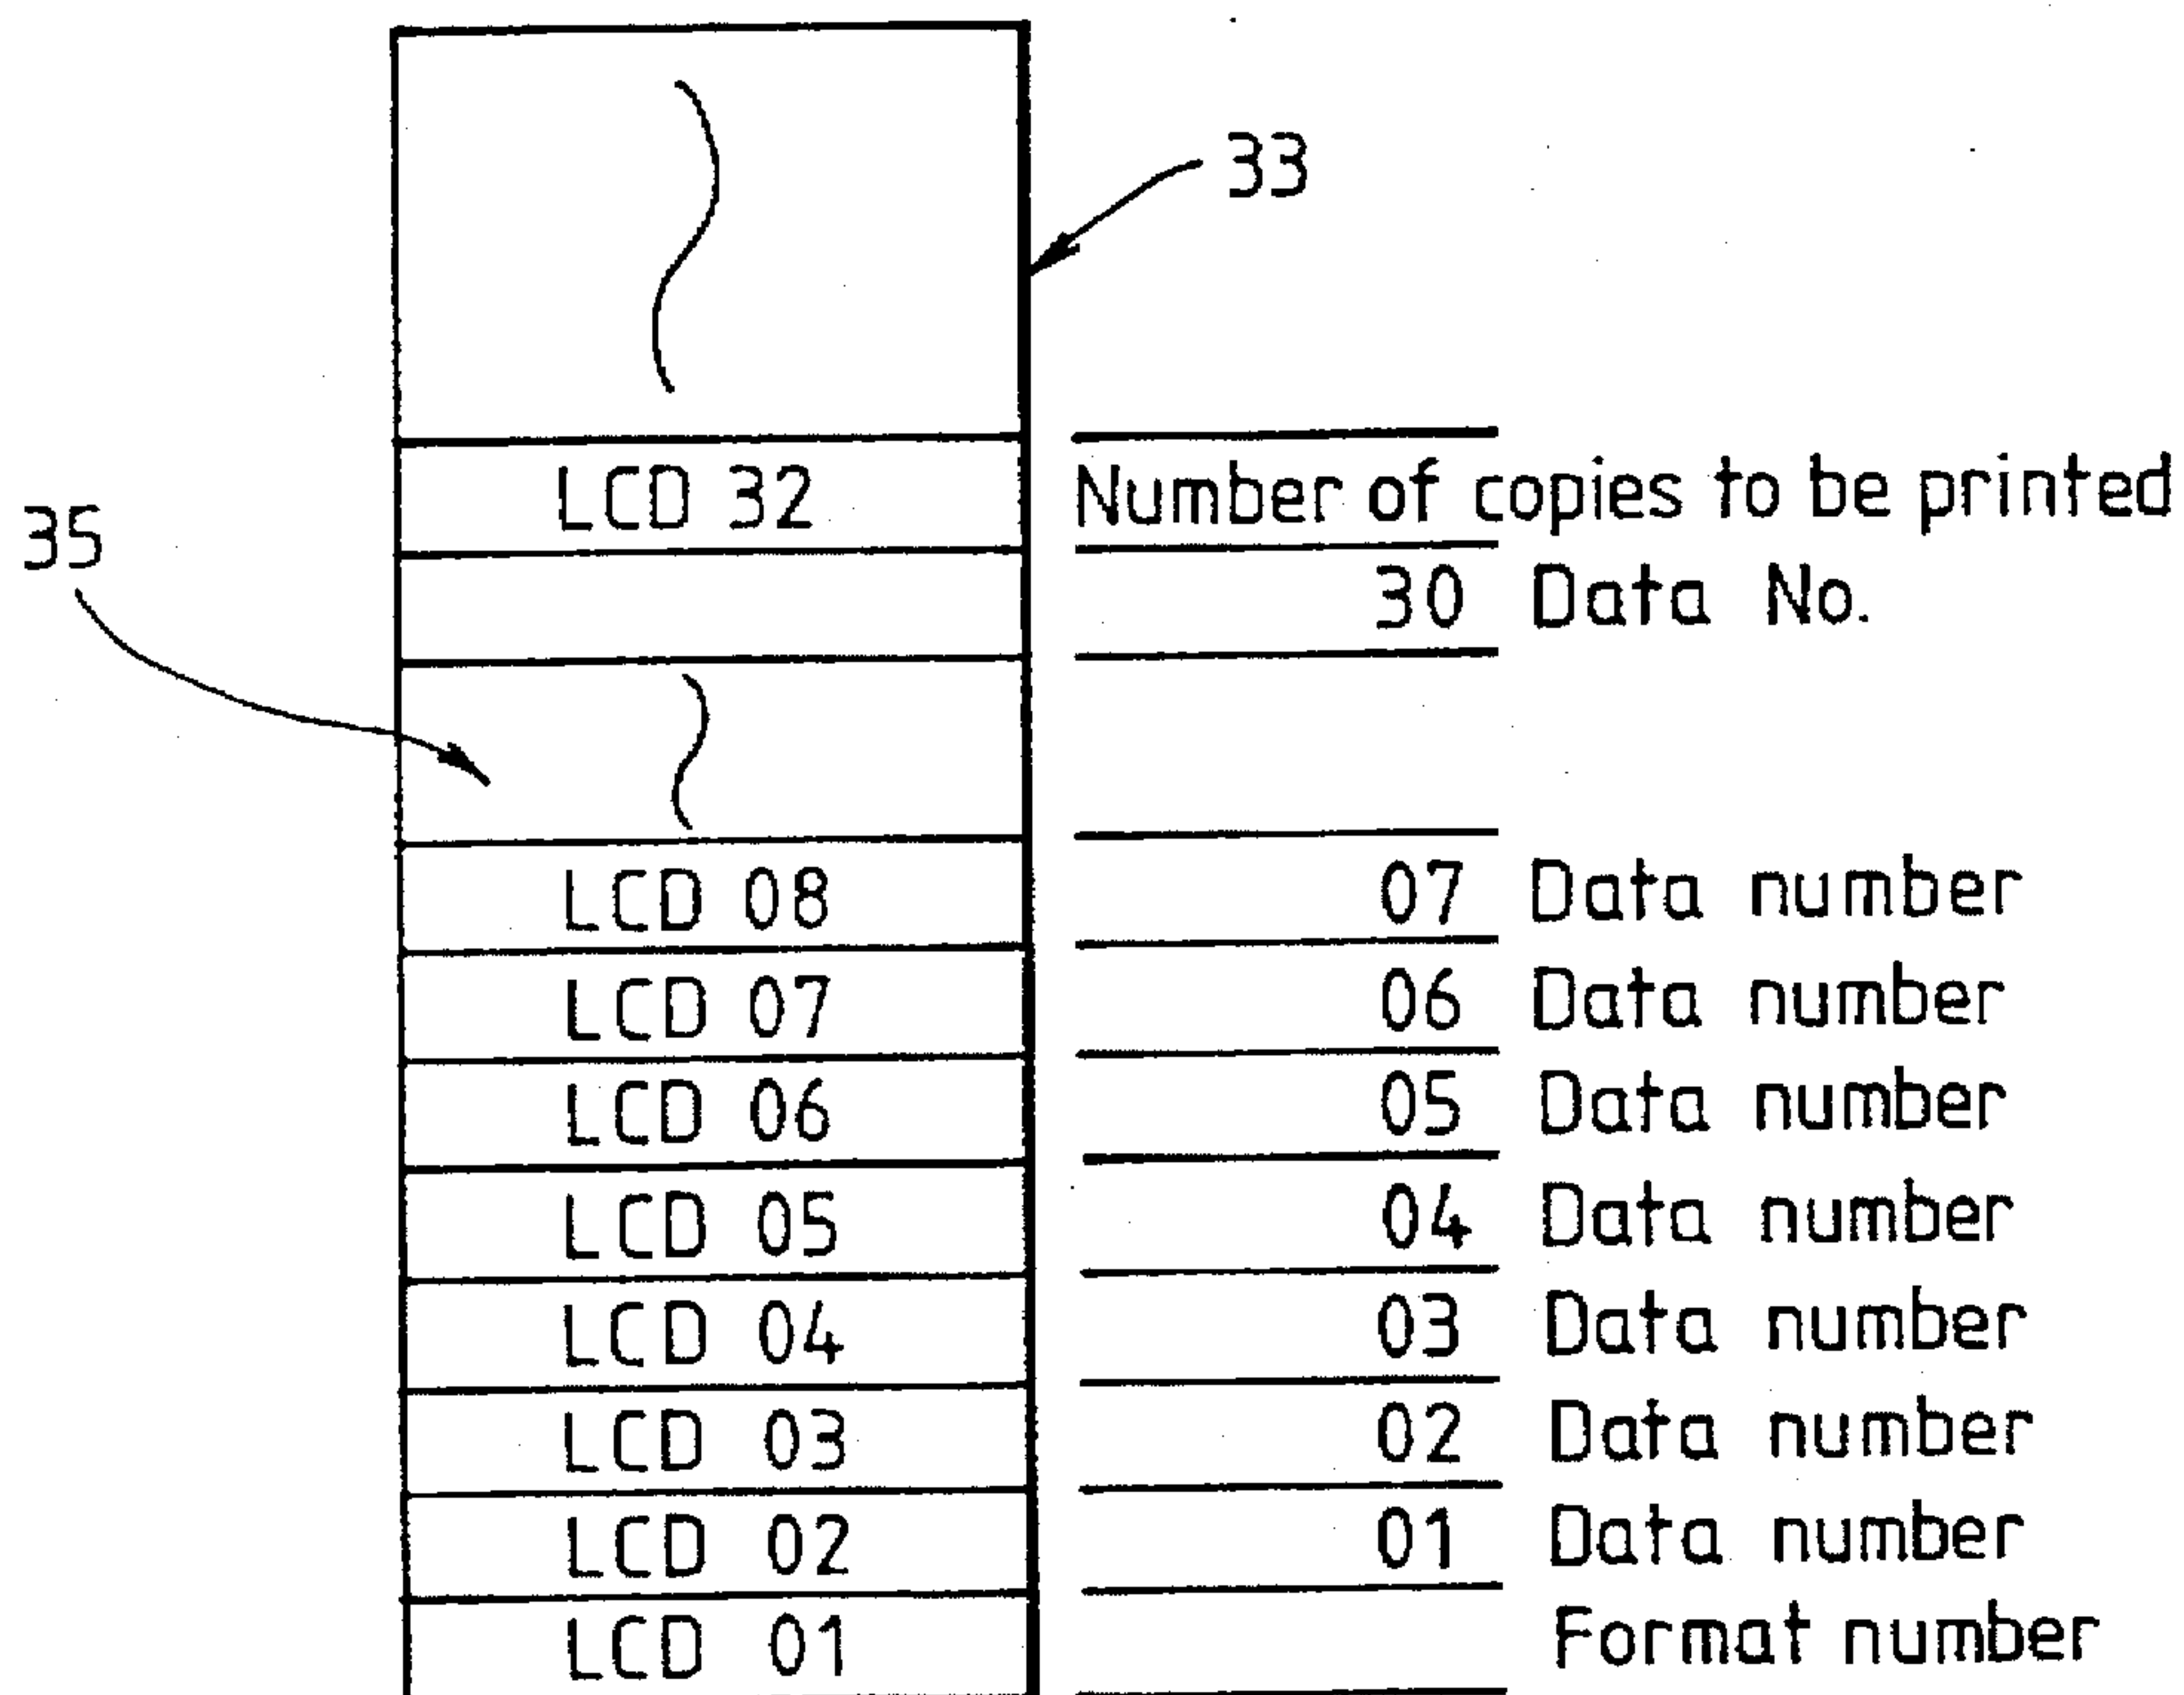 33
LCD 32 Number of copies to be printed
35
30 Data No.
LCD 08 07 Data number
LCD 07 06 Data number
LCD 06 05 Data number
LCD 05 04 Data number
LCD 04 03 Data number
LCD 03 02 Data number
LCD 02 01 Data number
LCD 01 Format number